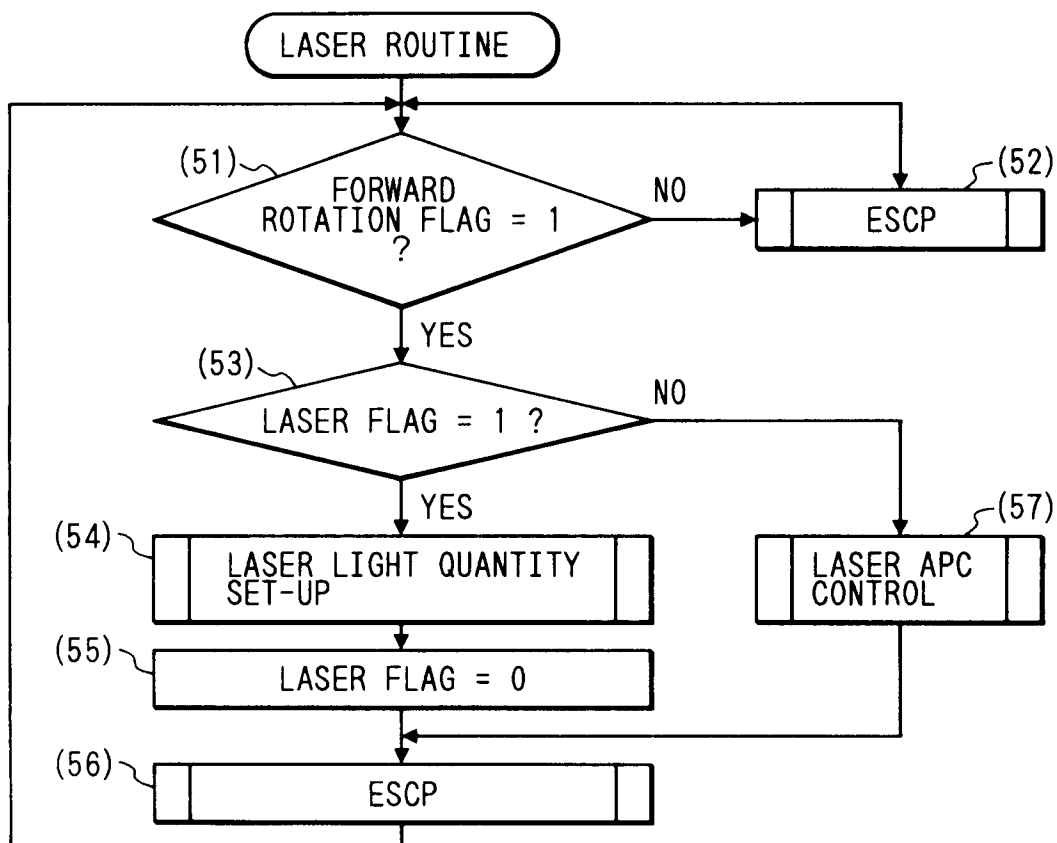 LASER ROUTINE
(51)
FORWARD
ROTATION FLAG = 1
?
NO
(52)
ESCP
YES
(53)
LASER FLAG = 1 ?
NO
YES
(54)
LASER LIGHT QUANTITY
SET-UP
(57)
LASER APC
CONTROL
(55)
LASER FLAG = 0
(56)
ESCP